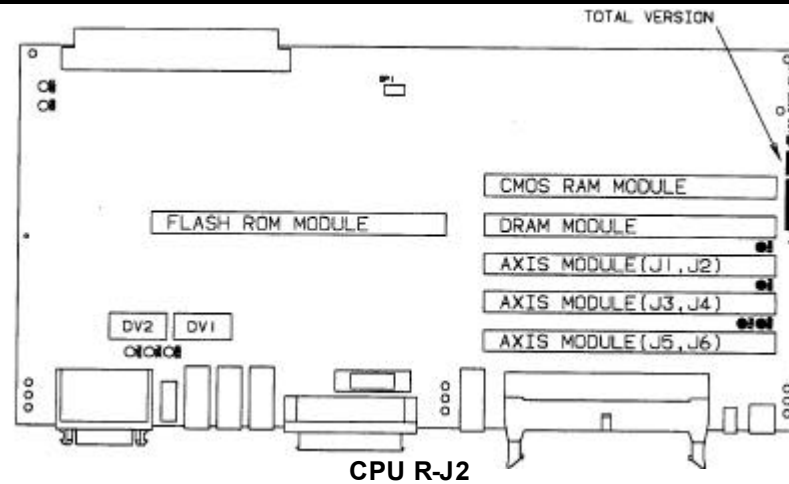 TOTAL VERSION
CMOS RAM MODULE
FLASH ROM MODULE
DRAM MODULE
AXIS MODULE(J1,J2)
AXIS MODULE(J3,J4)
DV2
DV1
AXIS MODULE(J5,J6)
CPU R-J2